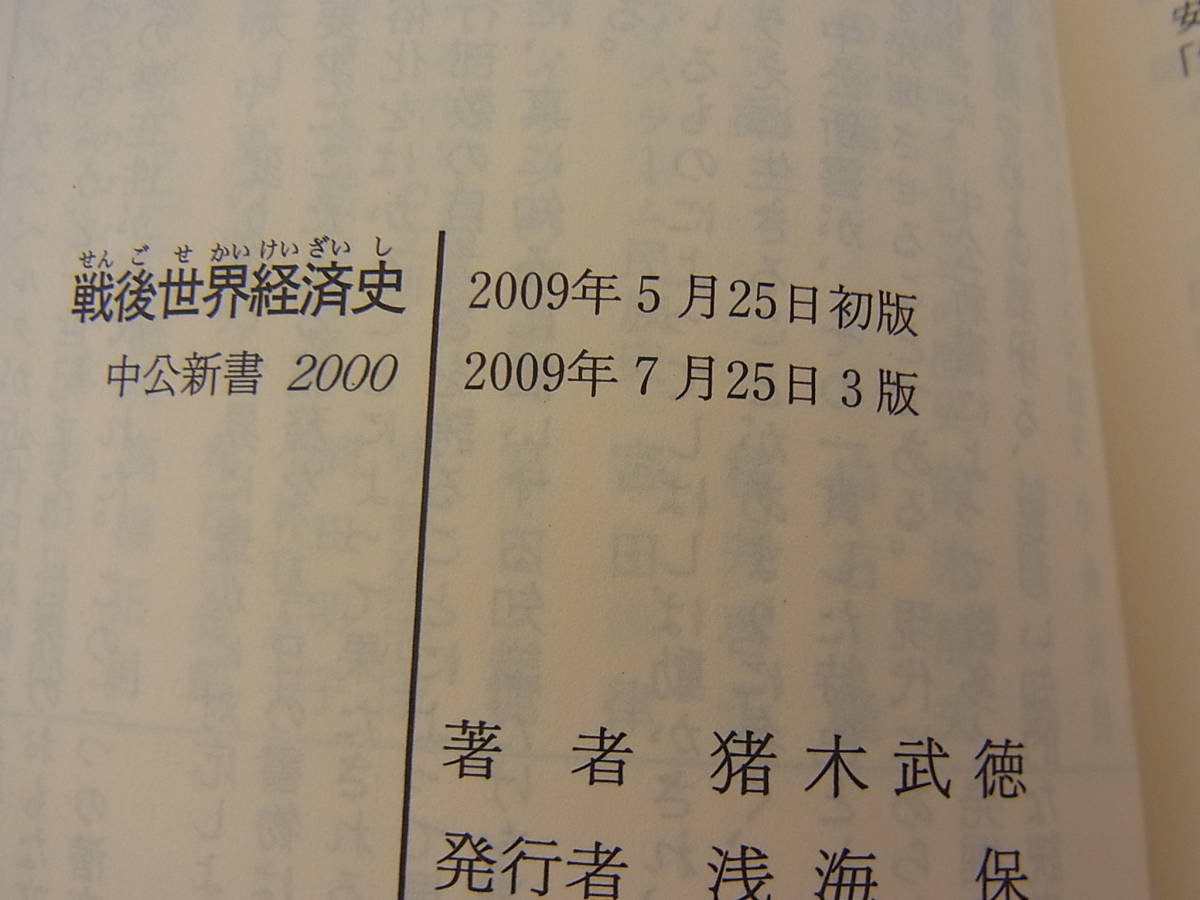 せんごせかいけいざいし
戦後世界経済史
中公新書 2000
2009年5月25日初版
2009年7月25日3版
著者 猪木武徳
発行者 浅海 保